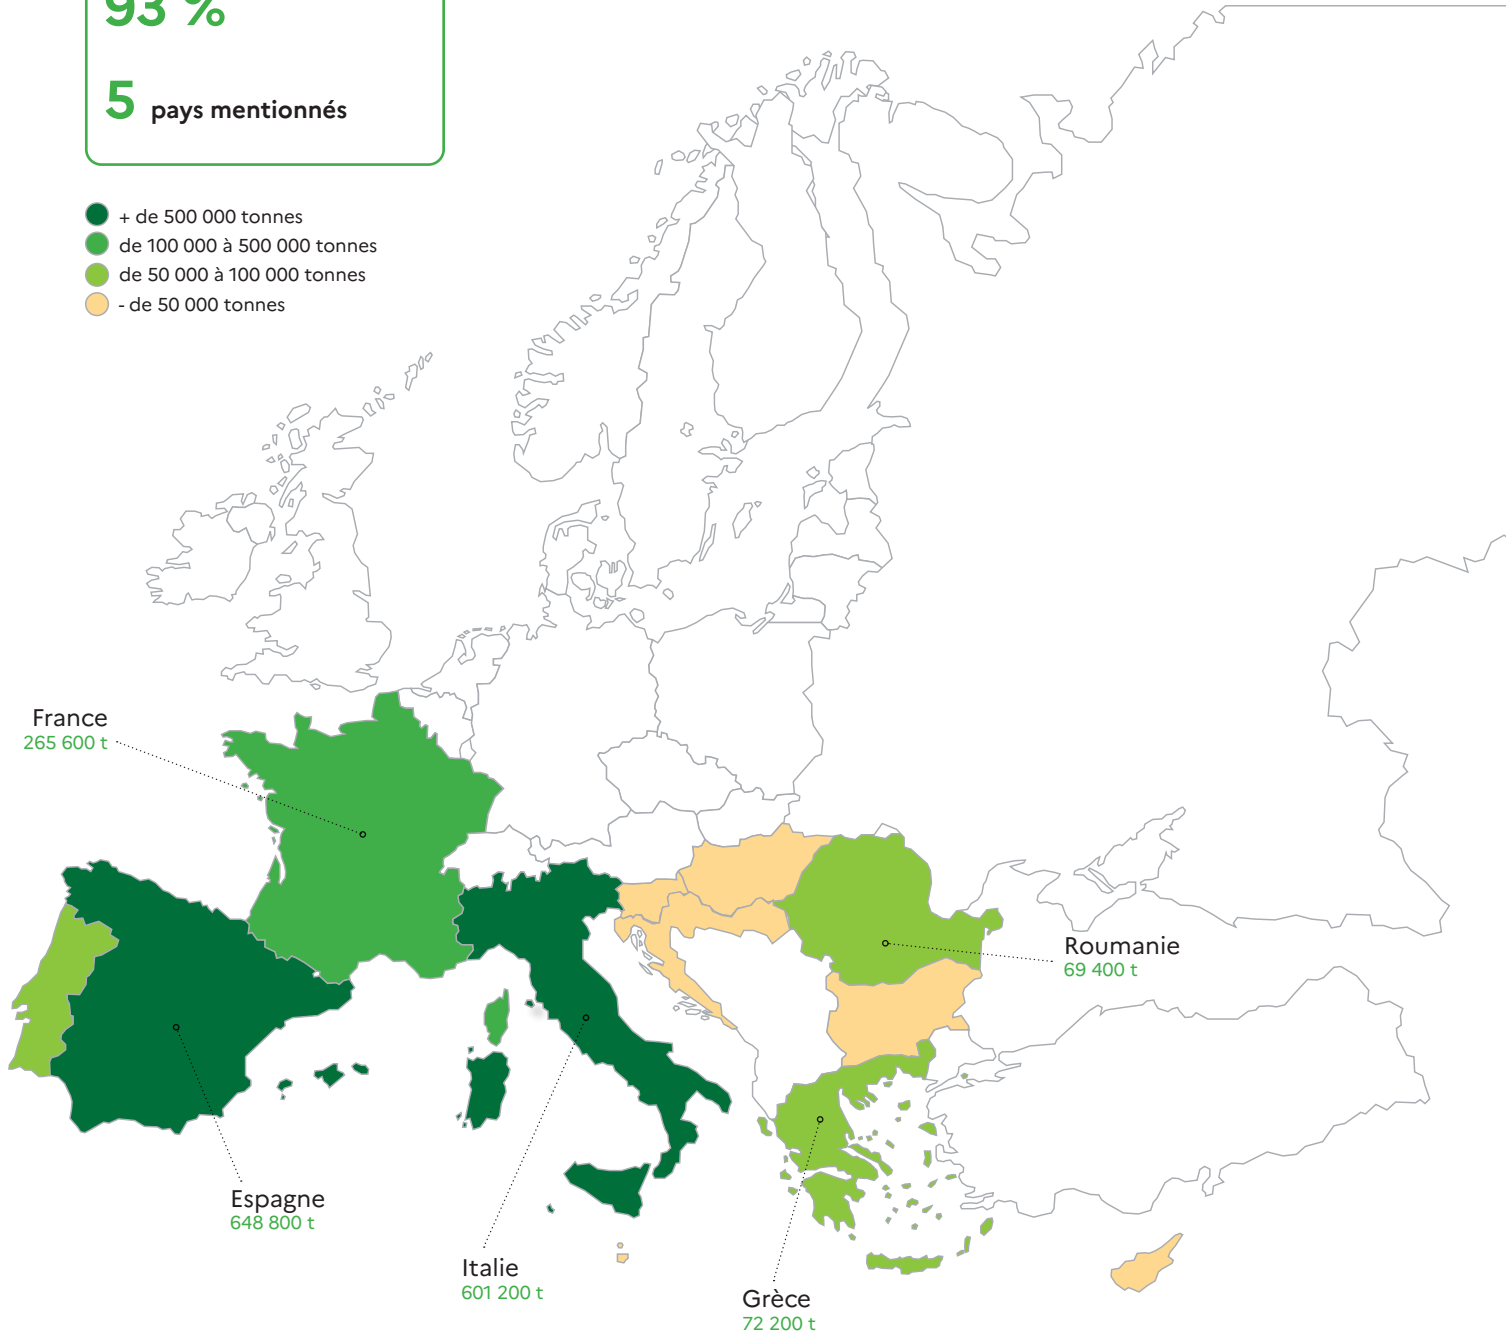 93 %
5 pays mentionnés
+ de 500 000 tonnes
de 100 000 à 500 000 tonnes
de 50 000 à 100 000 tonnes
- de 50 000 tonnes
France
265 600 t
Roumanie
69 400 t
Espagne
648 800 t
Italie
601 200 t
Grèce
72 200 t